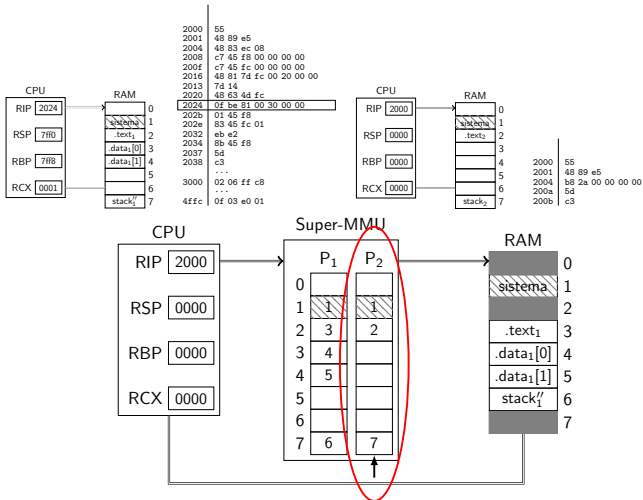 CPU
RIP 2024
RSP 7ff0
RBP 7ff8
RCX 0001
RAM
0
sistema 1
.text1 2
.data1[0] 3
.data1[1] 4
5
6
stack1'' 7
2000 55
2001 48 89 e5
2004 48 83 ec 08
2008 c7 45 f8 00 00 00 00
200f c7 45 fc 00 00 00 00
2016 48 81 7d fc 00 20 00 00
2013 7d 14
2020 48 63 4d fc
2024 0f be 81 00 30 00 00
202b 01 45 f8
202e 83 45 fc 01
2032 eb e2
2034 8b 45 f8
2037 5d
2038 c3
...
3000 02 06 ff c8
...
4ffc 0f 03 e0 01
CPU
RIP 2000
RSP 0000
RBP 0000
RCX 0000
RAM
0
sistema 1
.text2 2
3
4
5
6
stack2 7
2000 55
2001 48 89 e5
2004 b8 2a 00 00 00 00
200a 5d
200b c3
CPU
RIP 2000
RSP 0000
RBP 0000
RCX 0000
Super-MMU
P1 P2
0
1 1 1
2 3 2
3 4
4 5
5
6
7 6 7
RAM
0
sistema 1
2
.text1 3
.data1[0] 4
.data1[1] 5
stack1'' 6
7